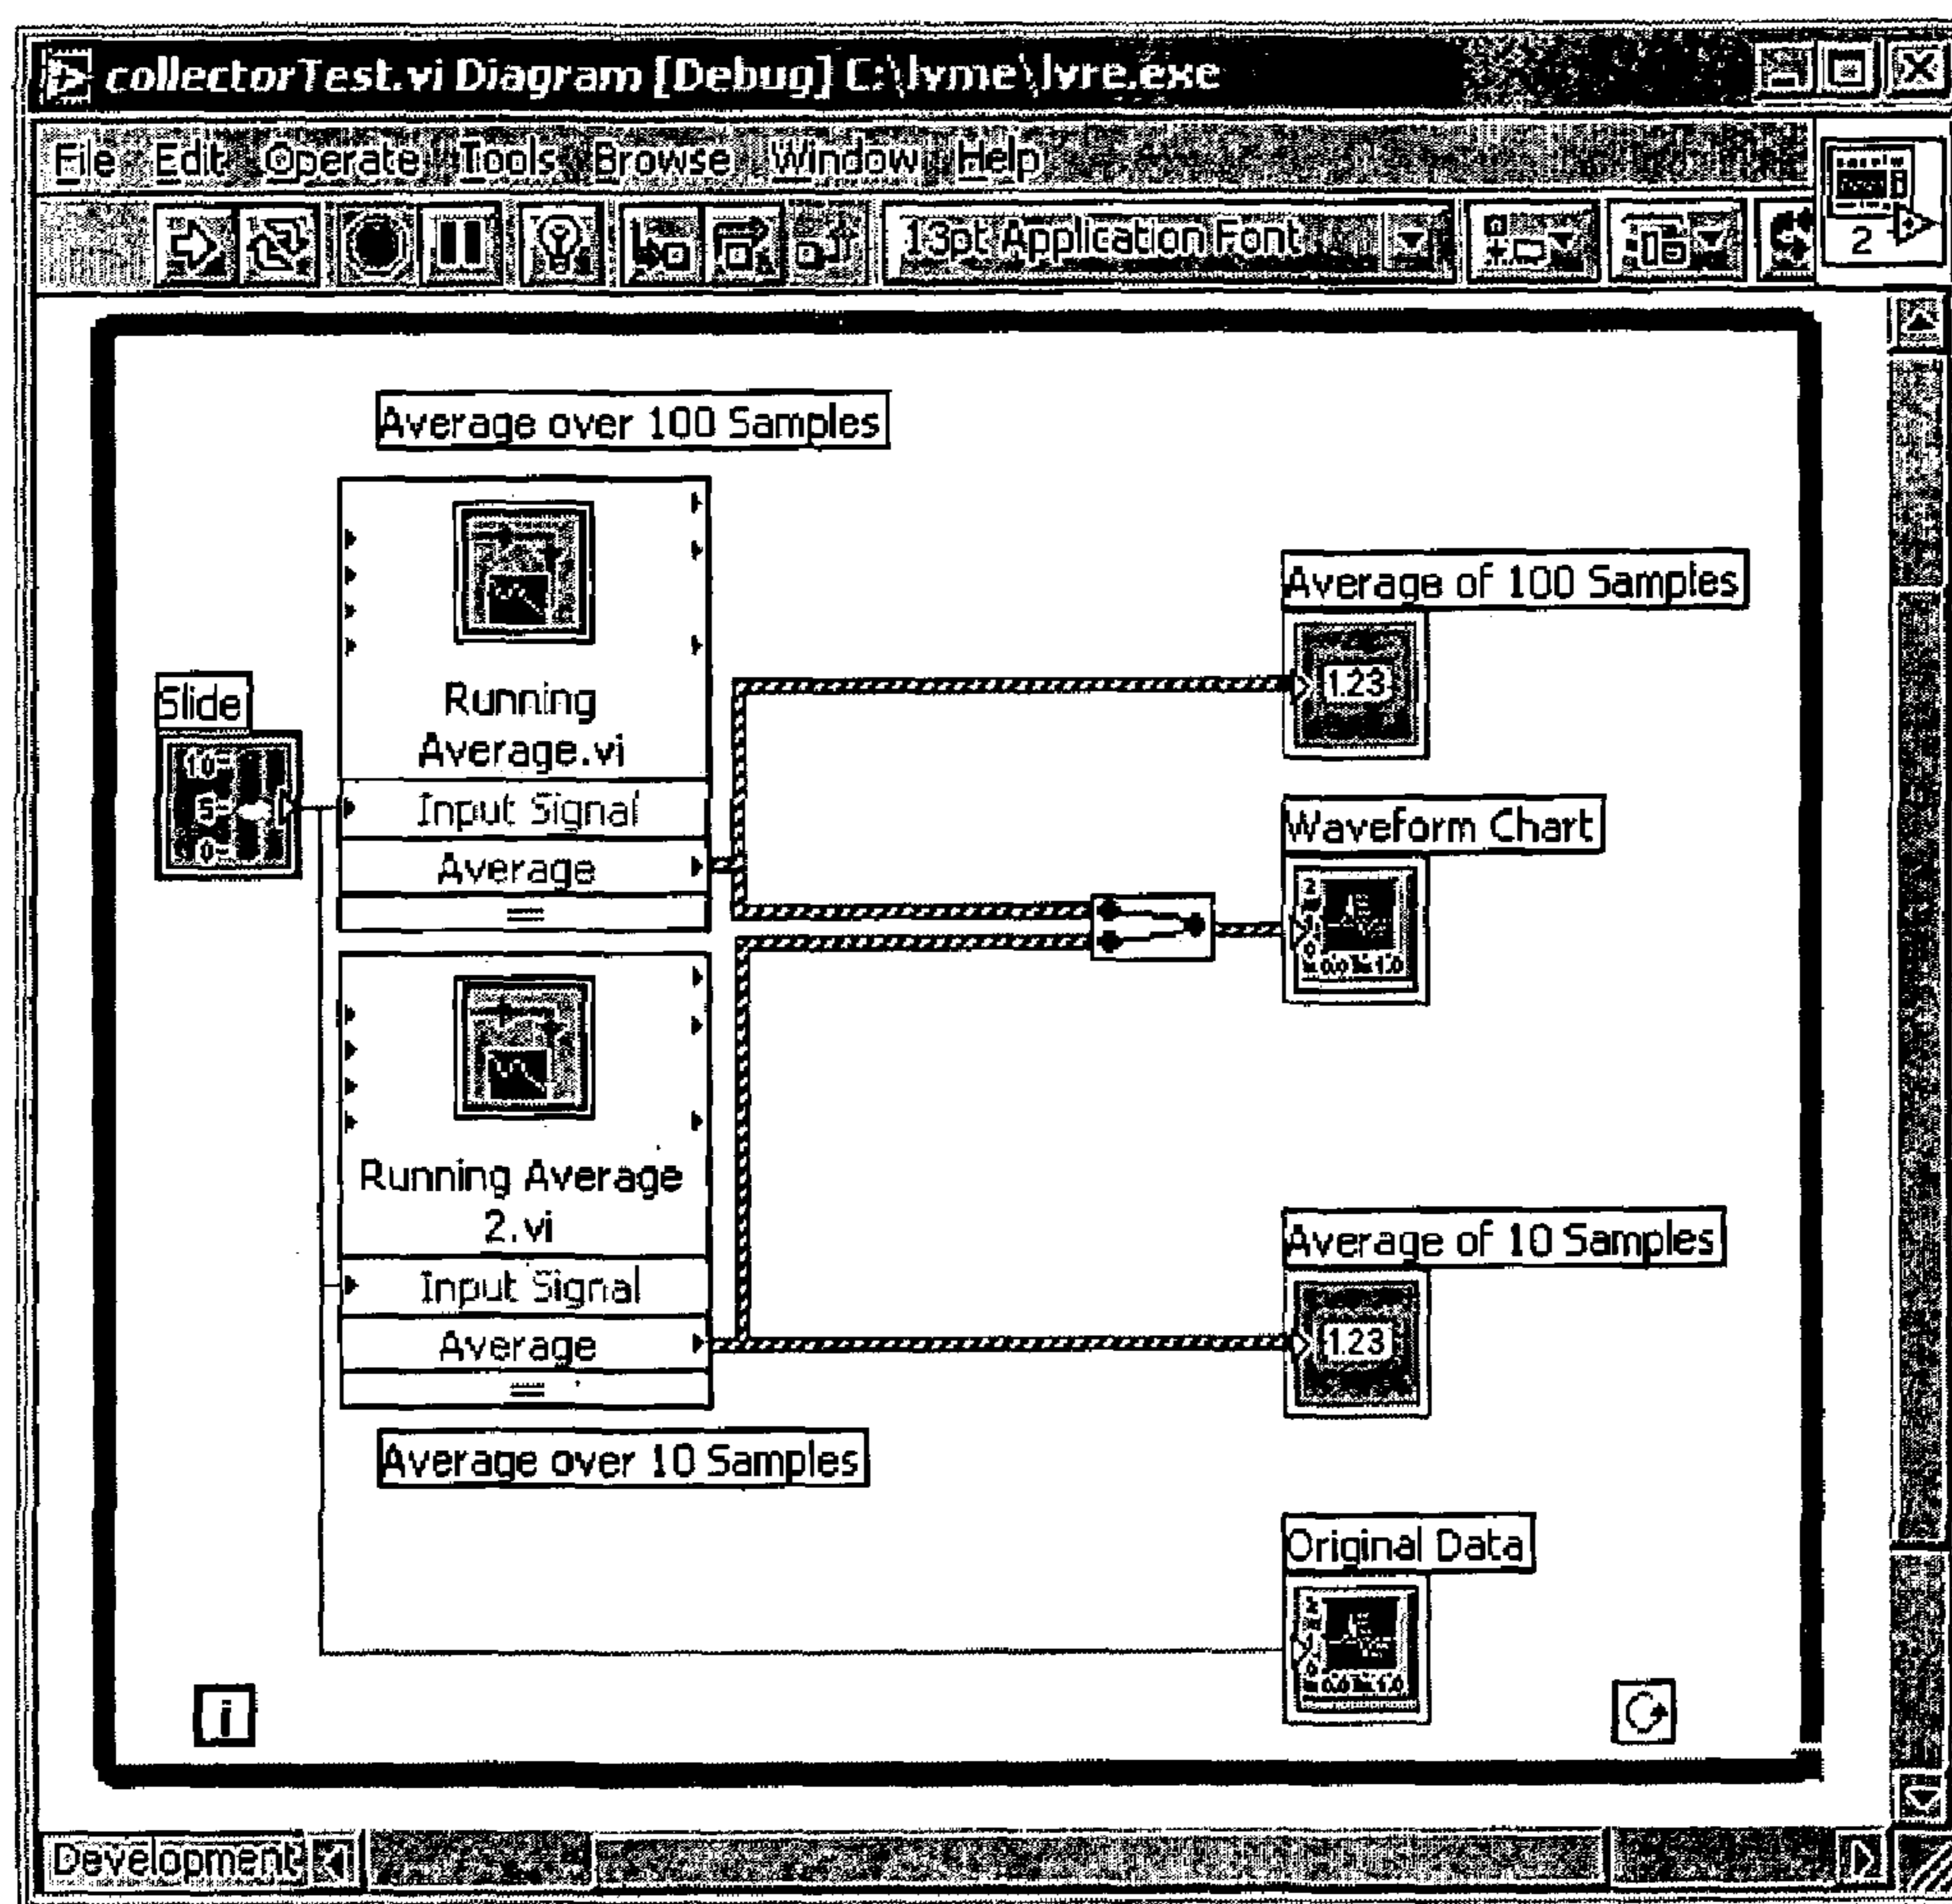 collectorTest.vi Diagram [Debug] C:\lvme\lvre.exe
File Edit Operate Tools Browse Window Help
13pt Application Font
2
Average over 100 Samples
Running
Average.vi
Input Signal
Average
Slide
10
5
0
Average of 100 Samples
1.23
Waveform Chart
Running Average
2.vi
Input Signal
Average
Average over 10 Samples
Average of 10 Samples
1.23
Original Data
i
Development